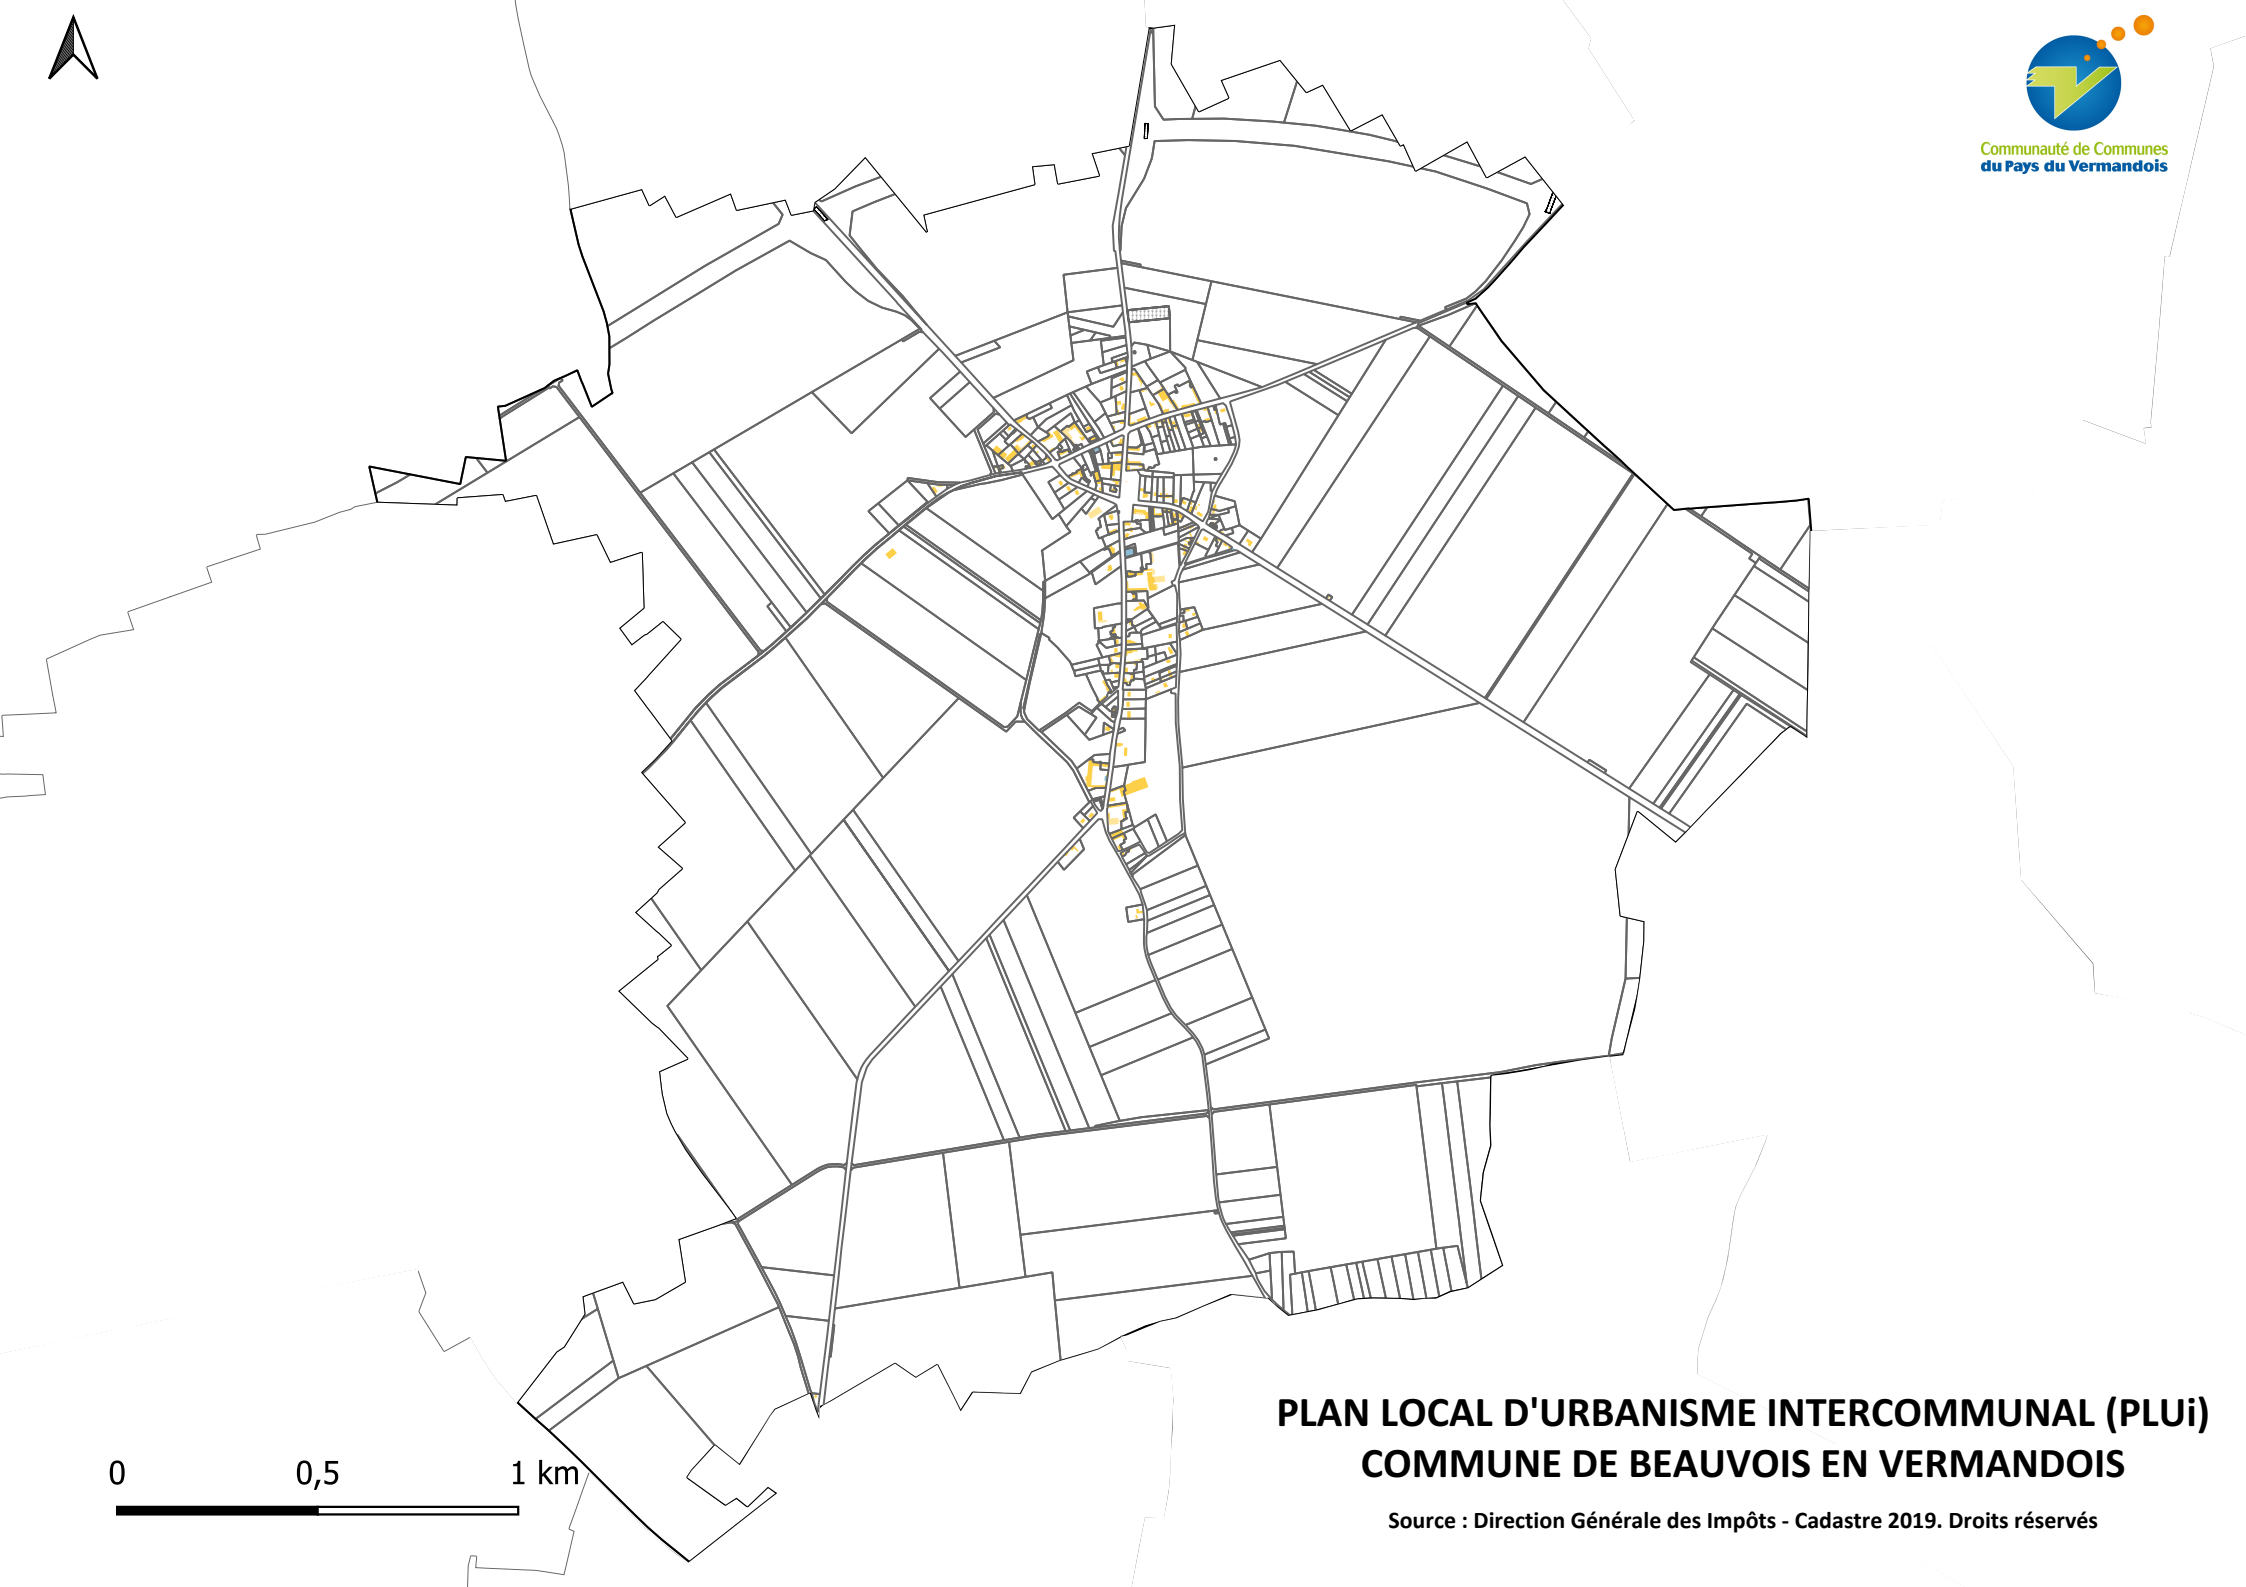 Communauté de Communes
du Pays du Vermandois
PLAN LOCAL D'URBANISME INTERCOMMUNAL (PLUi)
COMMUNE DE BEAUVOIS EN VERMANDOIS
0 0,5 1 km
Source : Direction Générale des Impôts - Cadastre 2019. Droits réservés